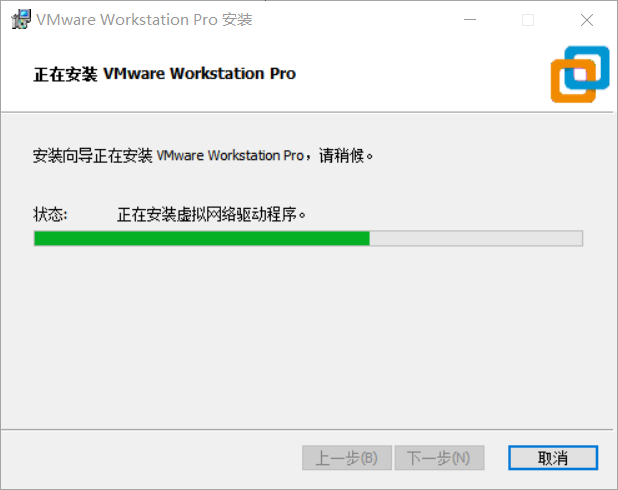 VMware Workstation Pro 安装
正在安装 VMware Workstation Pro
安装向导正在安装 VMware Workstation Pro，请稍候。
状态: 正在安装虚拟网络驱动程序。
上一步(B) 下一步(N) 取消